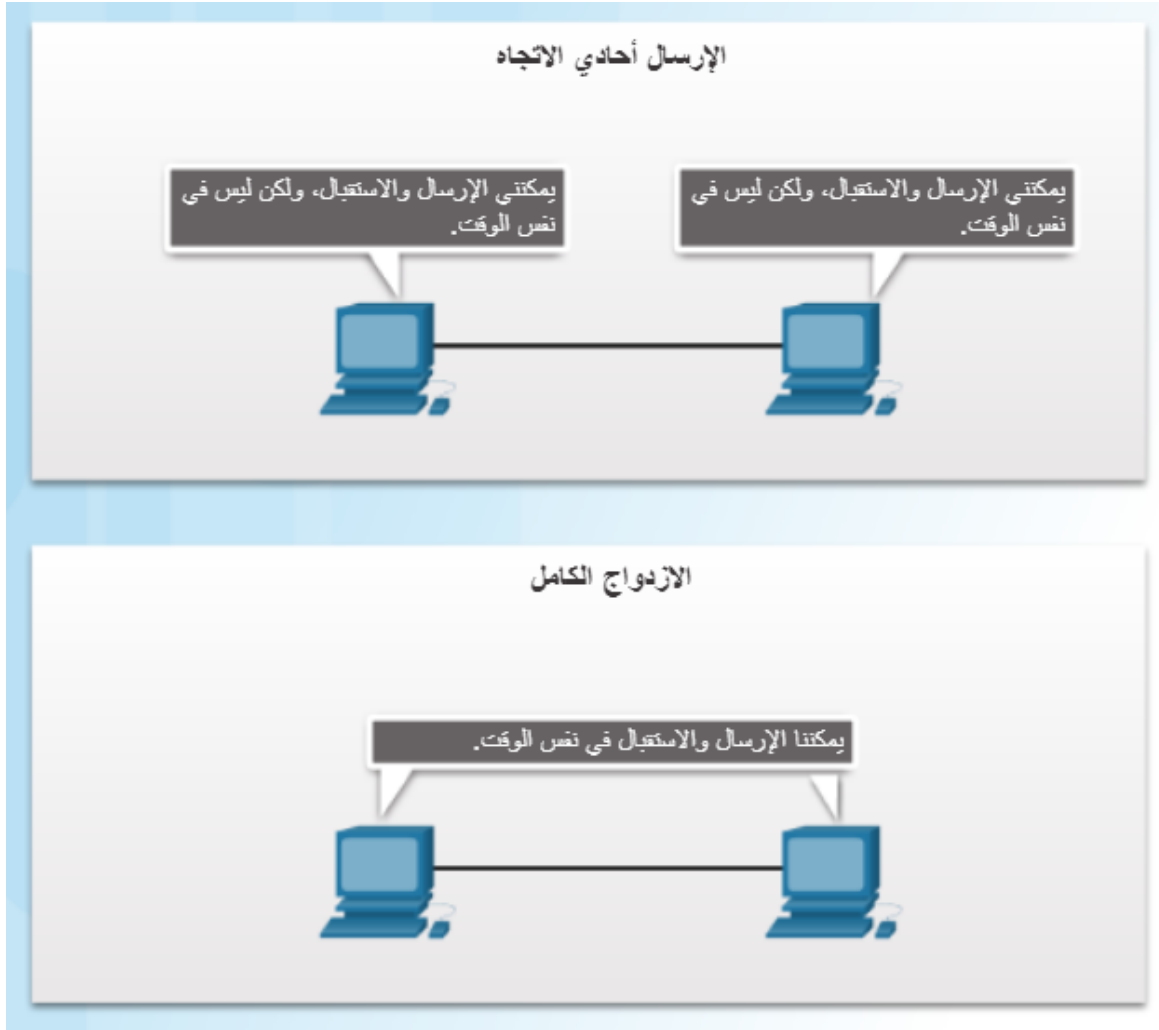 الإرسال أحادي الاتجاه
يمكنني الإرسال والاستقبال، ولكن ليس في
نفس الوقت.
يمكنني الإرسال والاستقبال، ولكن ليس في
نفس الوقت.
الازدواج الكامل
يمكننا الإرسال والاستقبال في نفس الوقت.